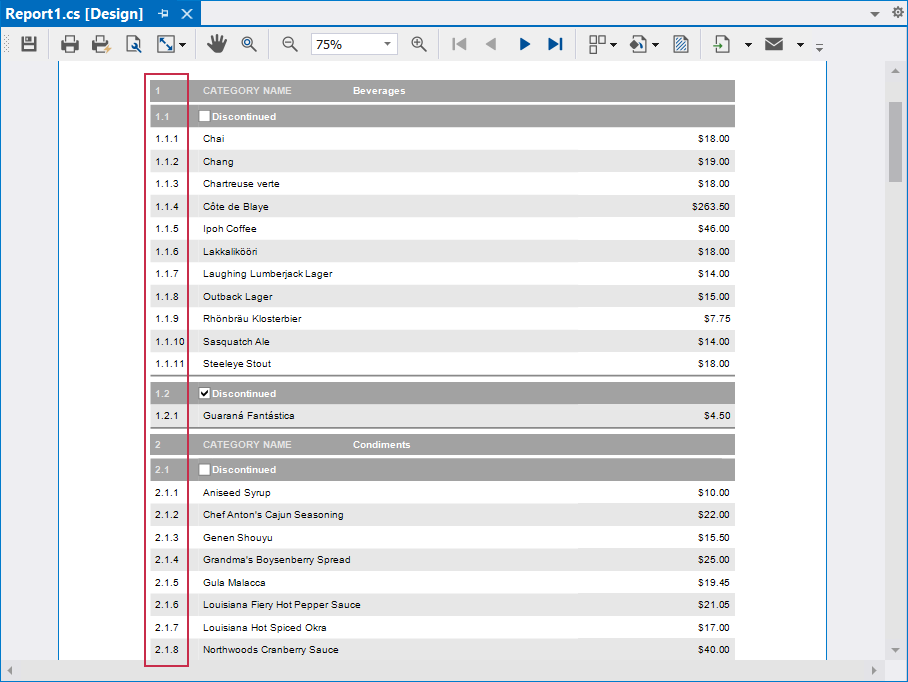 Report1.cs [Design]
75%
1 CATEGORY NAME Beverages
1.1 Discontinued
1.1.1 Chai $18.00
1.1.2 Chang $19.00
1.1.3 Chartreuse verte $18.00
1.1.4 Côte de Blaye $263.50
1.1.5 Ipoh Coffee $46.00
1.1.6 Lakkalikööri $18.00
1.1.7 Laughing Lumberjack Lager $14.00
1.1.8 Outback Lager $15.00
1.1.9 Rhönbräu Klosterbier $7.75
1.1.10 Sasquatch Ale $14.00
1.1.11 Steeleye Stout $18.00
1.2 Discontinued
1.2.1 Guaraná Fantástica $4.50
2 CATEGORY NAME Condiments
2.1 Discontinued
2.1.1 Aniseed Syrup $10.00
2.1.2 Chef Anton's Cajun Seasoning $22.00
2.1.3 Genen Shouyu $15.50
2.1.4 Grandma's Boysenberry Spread $25.00
2.1.5 Gula Malacca $19.45
2.1.6 Louisiana Fiery Hot Pepper Sauce $21.05
2.1.7 Louisiana Hot Spiced Okra $17.00
2.1.8 Northwoods Cranberry Sauce $40.00